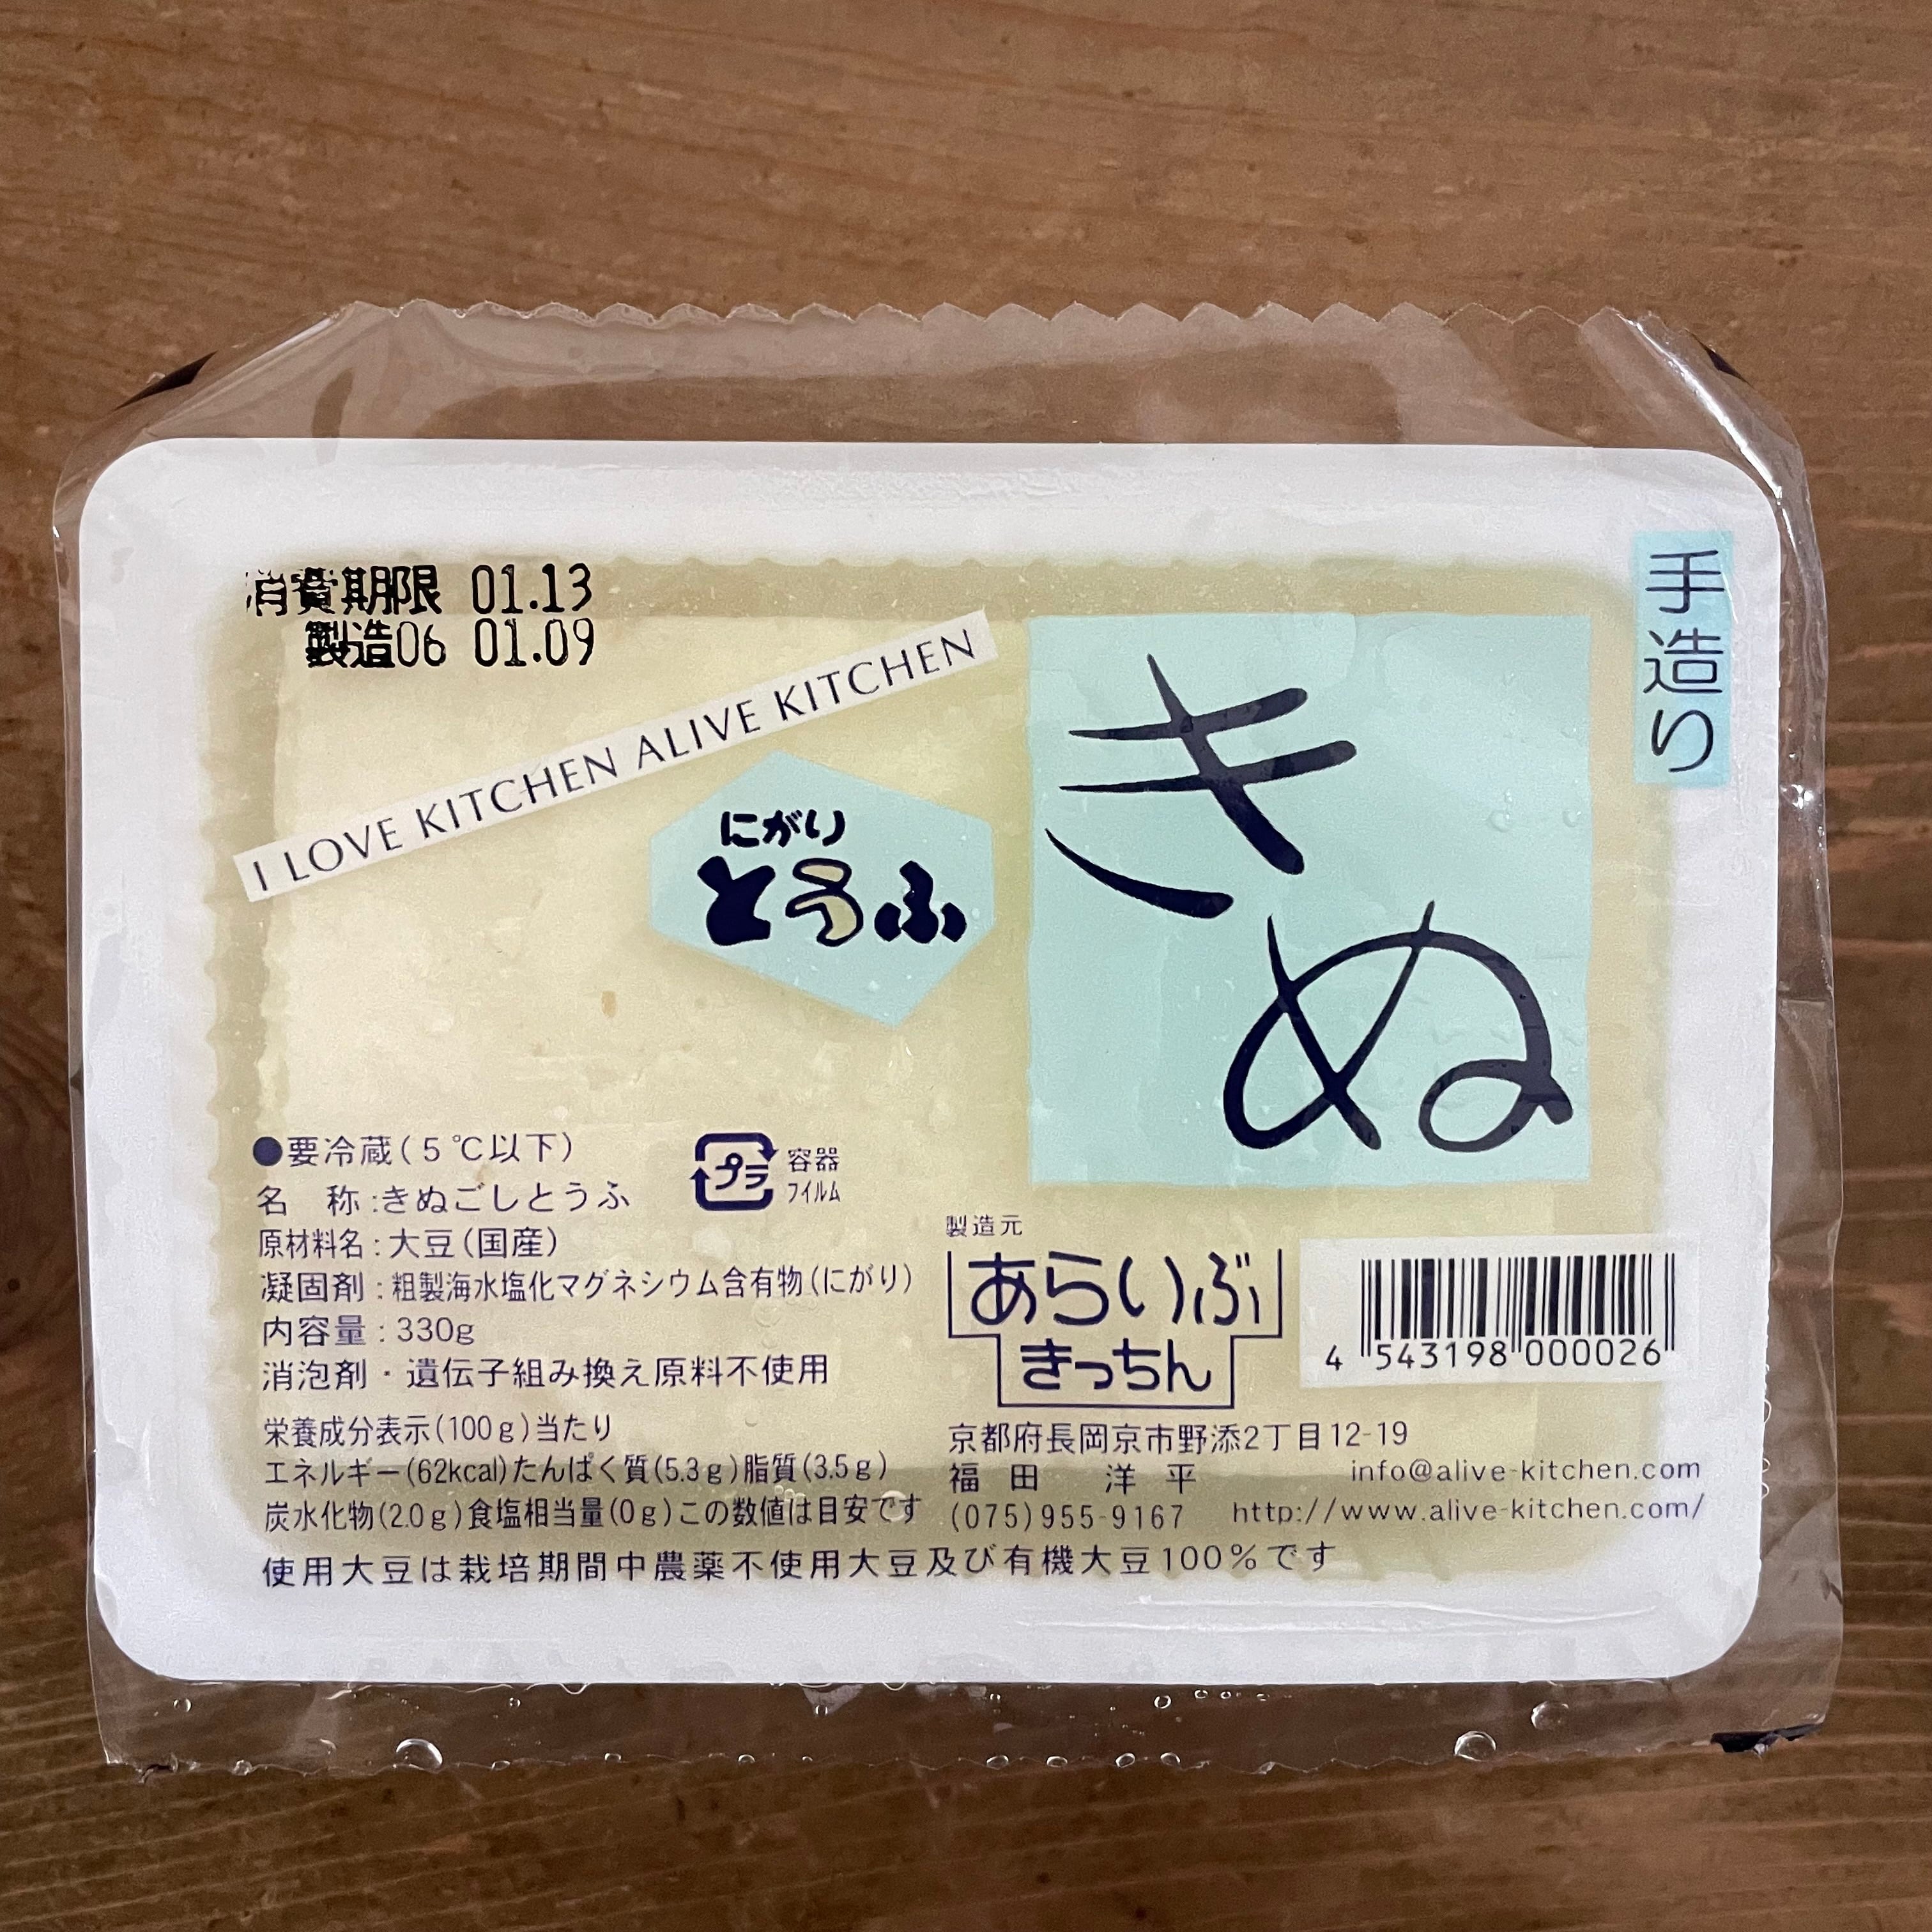 消費期限 01.13
製造06 01.09
I LOVE KITCHEN ALIVE KITCHEN
にがり
とうふ
きぬ
手造り
●要冷蔵(5℃以下)
名 称:きぬごしとうふ
原材料名:大豆(国産)
凝固剤:粗製海水塩化マグネシウム含有物(にがり)
内容量:330g
消泡剤・遺伝子組み換え原料不使用
プラ
容器
フイルム
栄養成分表示(100g)当たり
エネルギー(62kcal)たんぱく質(5.3g)脂質(3.5g)
炭水化物(2.0g)食塩相当量(0g)この数値は目安です
製造元
あらいぶ
きっちん
4 543198 000026
京都府長岡京市野添2丁目12-19
福田 洋平
info@alive-kitchen.com
(075)955-9167
http://www.alive-kitchen.com/
使用大豆は栽培期間中農薬不使用大豆及び有機大豆100%です